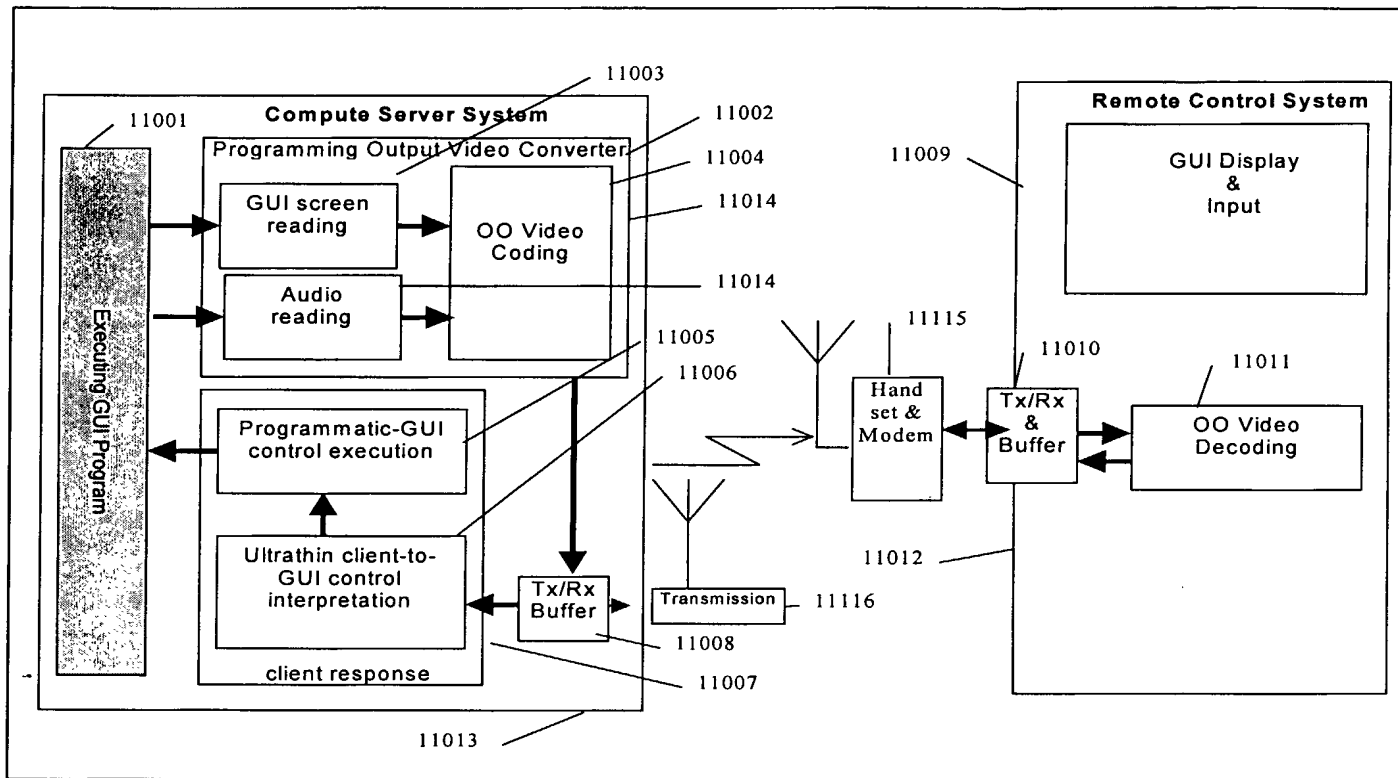 11003
Compute Server System
Remote Control System
11001
11002
Programming Output Video Converter
11004
11009
GUI Display
&
Input
GUI screen
reading
11014
OO Video
Coding
Audio
reading
11014
Executing GUI Program
11115
11005
11010
11011
11006
Hand
set &
Modem
Tx/Rx
&
Buffer
OO Video
Decoding
Programmatic-GUI
control execution
Ultrathin client-to-
GUI control
interpretation
11012
Tx/Rx
Buffer
Transmission
11116
11008
client response
11007
11013